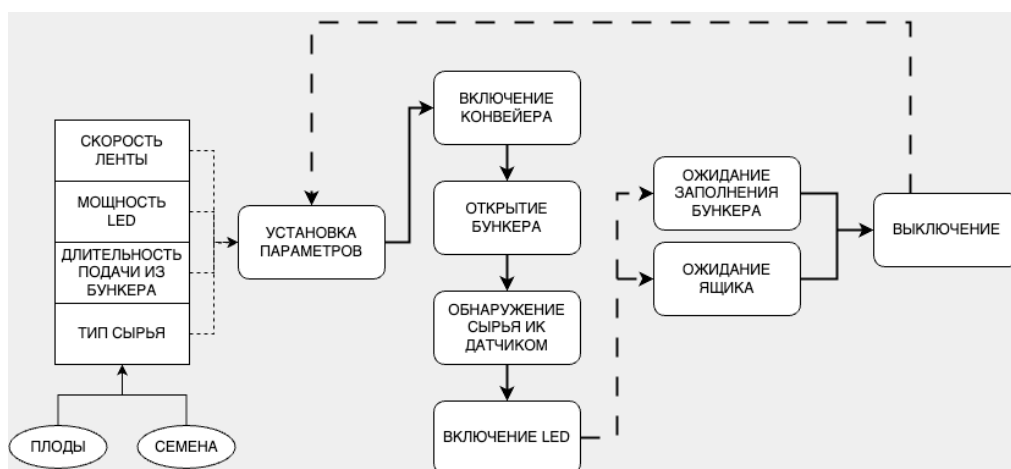 СКОРОСТЬ
ЛЕНТЫ
МОЩНОСТЬ
LED
ДЛИТЕЛЬНОСТЬ
ПОДАЧИ ИЗ
БУНКЕРА
ТИП СЫРЬЯ
ПЛОДЫ
СЕМЕНА
УСТАНОВКА
ПАРАМЕТРОВ
ВКЛЮЧЕНИЕ
КОНВЕЙЕРА
ОТКРЫТИЕ
БУНКЕРА
ОБНАРУЖЕНИЕ
СЫРЬЯ ИК
ДАТЧИКОМ
ВКЛЮЧЕНИЕ LED
ОЖИДАНИЕ
ЗАПОЛНЕНИЯ
БУНКЕРА
ОЖИДАНИЕ
ЯЩИКА
ВЫКЛЮЧЕНИЕ